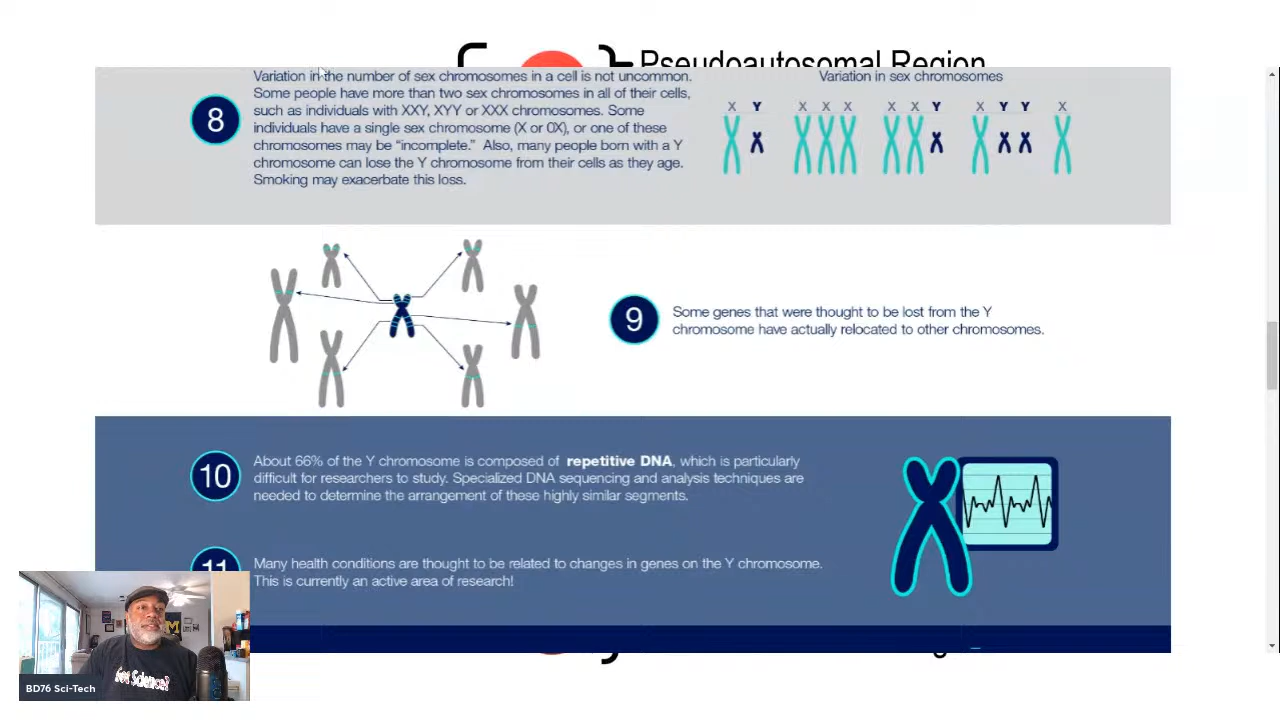 Pseudoautosomal Region
Variation in the number of sex chromosomes in a cell is not uncommon.
Some people have more than two sex chromosomes in all of their cells,
such as individuals with XXY, XYY or XXX chromosomes. Some
individuals have a single sex chromosome (X or 0X), or one of these
chromosomes may be “incomplete.” Also, many people born with a Y
chromosome can lose the Y chromosome from their cells as they age.
Smoking may exacerbate this loss.
8
Variation in sex chromosomes
X Y X X X X X Y X Y Y X
9
Some genes that were thought to be lost from the Y
chromosome have actually relocated to other chromosomes.
10
About 66% of the Y chromosome is composed of repetitive DNA, which is particularly
difficult for researchers to study. Specialized DNA sequencing and analysis techniques are
needed to determine the arrangement of these highly similar segments.
11
Many health conditions are thought to be related to changes in genes on the Y chromosome.
This is currently an active area of research!
M
Got Science?
BD76 Sci-Tech